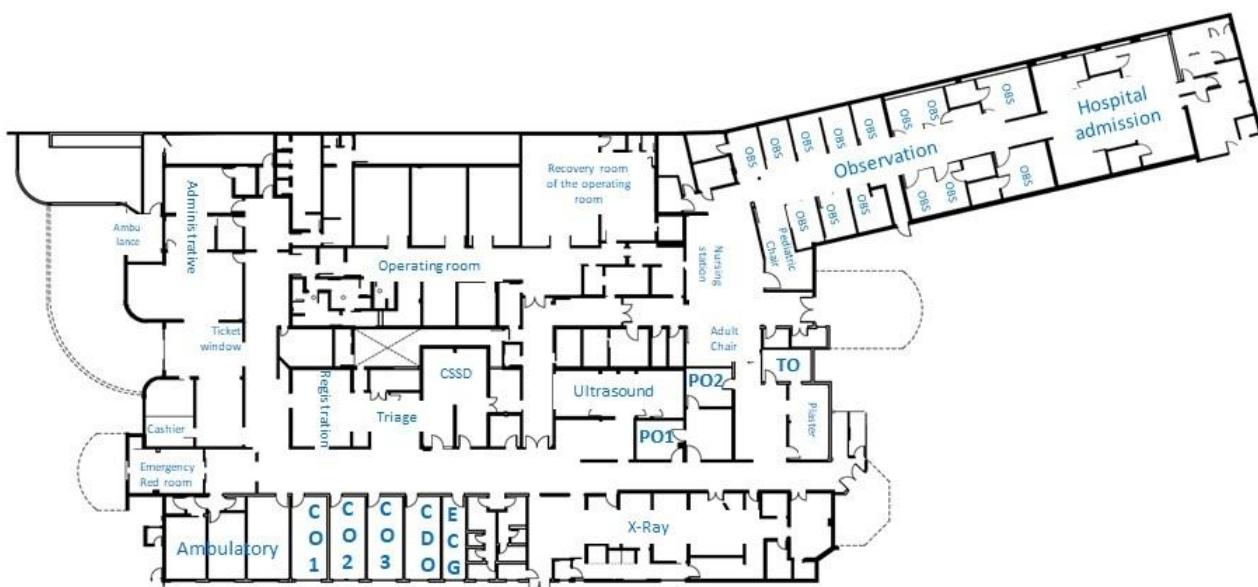 OBS
OBS
OBS
OBS
OBS
OBS
OBS
OBS
Hospital
admission
Observation
OBS
OBS
OBS
OBS
OBS
OBS
Recovery room
of the operating
room
Administrative
Ambu
lance
Operating room
Nursing
station
Pediatric
Chair
Ticket
window
Adult
Chair
Registration
Triage
CSSD
Ultrasound
PO2
TO
PO1
Plaster
Cashier
Emergency
Red room
Ambulatory
CO1
CO2
CO3
CDO
ECG
X-Ray